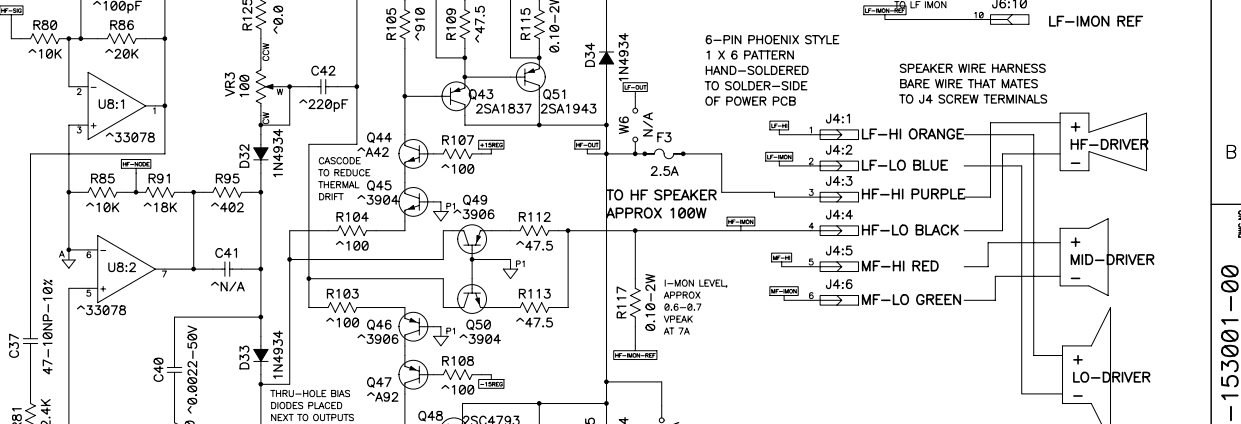 HF-SIG
R80
^10K
^100pF
R86
^20K
2
3
1
U8:1
^33078
HF-NODE
R85
^10K
R91
^18K
R95
^402
A
6
5
7
U8:2
^33078
C41
^N/A
C37
47-10NP-10%
C40
^0.0022-50V
R125
CCW
VR3
100
W
CW
C42
^220pF
D32
1N4934
D33
1N4934
THRU-HOLE BIAS
DIODES PLACED
NEXT TO OUTPUTS
CASCODE
TO REDUCE
THERMAL
DRIFT
R105
^910
R109
^47.5
R115
0.10-2W
Q43
2SA1837
Q51
2SA1943
D34
1N4934
Q44
^A42
R107
^100
+15REG
Q45
^3904
P1
Q49
^3906
R104
^100
R112
^47.5
P1
R103
^100
Q50
^3904
R113
^47.5
Q46
^3906
P1
Q47
^A92
R108
^100
-15REG
Q48
2SC4793
LF-OUT
W6
N/A
HF-OUT
F3
2.5A
TO HF SPEAKER
APPROX 100W
HF-IMON
R117
0.10-2W
I-MON LEVEL,
APPROX
0.6-0.7
VPEAK
AT 7A
HF-IMON-REF
6-PIN PHOENIX STYLE
1 X 6 PATTERN
HAND-SOLDERED
TO SOLDER-SIDE
OF POWER PCB
TO LF IMON
LF-IMON-REF
10
J6:10
LF-IMON REF
SPEAKER WIRE HARNESS
BARE WIRE THAT MATES
TO J4 SCREW TERMINALS
LF-HI
1
J4:1
LF-HI ORANGE
LF-IMON
2
J4:2
LF-LO BLUE
3
J4:3
HF-HI PURPLE
4
J4:4
HF-LO BLACK
MF-HI
5
J4:5
MF-HI RED
MF-IMON
6
J4:6
MF-LO GREEN
HF-DRIVER
MID-DRIVER
LO-DRIVER
B
-153001-00